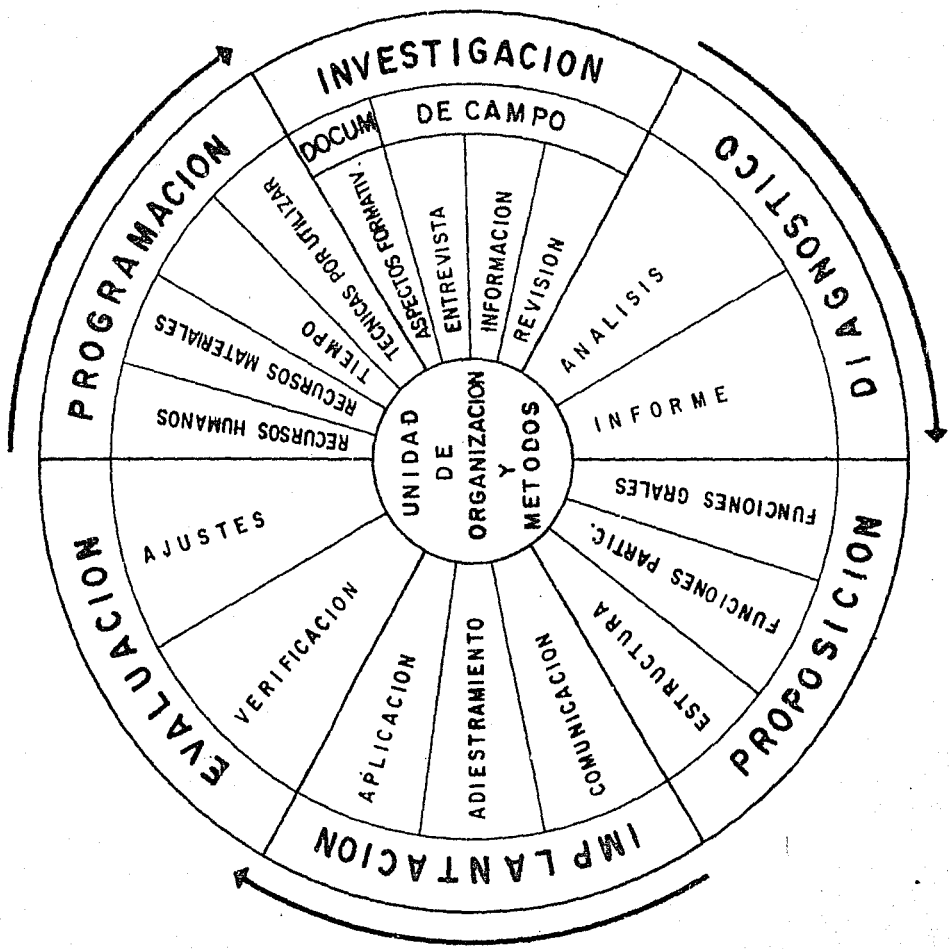 INVESTIGACION
DOCUM
DE CAMPO
ASPECTOS FORMATIV.
ENTREVISTA
INFORMACION
REVISION
DIAGNOSTICO
ANALISIS
INFORME
PROPOSICION
FUNCIONES GRALES
FUNCIONES PARTIC.
ESTRUCTURA
IMPLANTACION
COMUNICACION
ADIESTRAMIENTO
APLICACION
EVALUACION
VERIFICACION
AJUSTES
PROGRAMACION
RECURSOS HUMANOS
RECURSOS MATERIALES
TIEMPO
TECNICAS POR UTILIZAR
UNIDAD
DE
ORGANIZACION
Y
METODOS